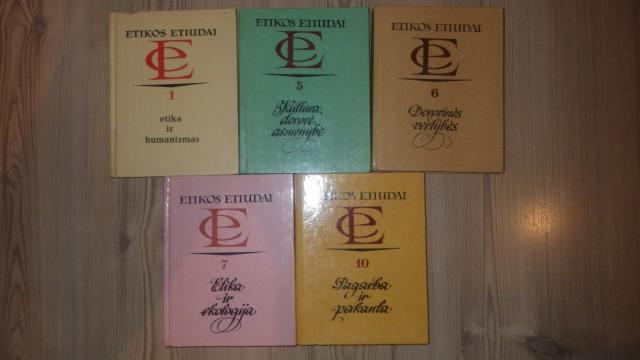 ETIKOS ETIUDAI
1
etika
ir
humanizmas
ETIKOS ETIUDAI
5
Kultūra,
dorovė,
asmenybė
ETIKOS ETIUDAI
6
Dorovinės
vertybės
ETIKOS ETIUDAI
7
Etika
ir
ekologija
ETIKOS ETIUDAI
10
Pagarba
ir
pakanta